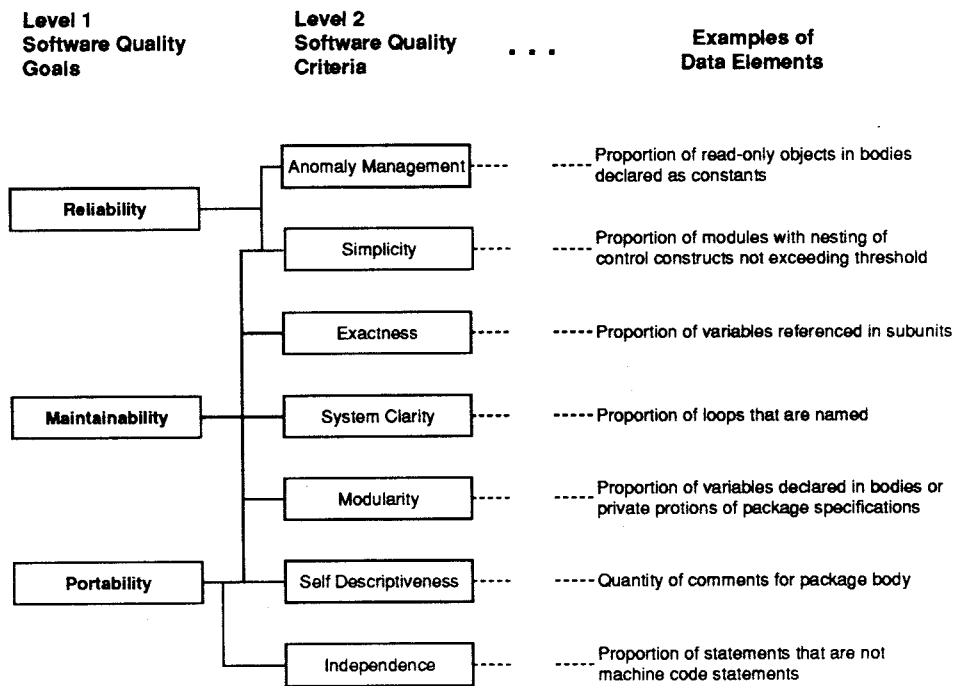 Level 1
Software Quality
Goals
Level 2
Software Quality
Criteria
. . .
Examples of
Data Elements
Reliability
Maintainability
Portability
Anomaly Management
Proportion of read-only objects in bodies
declared as constants
Simplicity
Proportion of modules with nesting of
control constructs not exceeding threshold
Exactness
Proportion of variables referenced in subunits
System Clarity
Proportion of loops that are named
Modularity
Proportion of variables declared in bodies or
private protions of package specifications
Self Descriptiveness
Quantity of comments for package body
Independence
Proportion of statements that are not
machine code statements